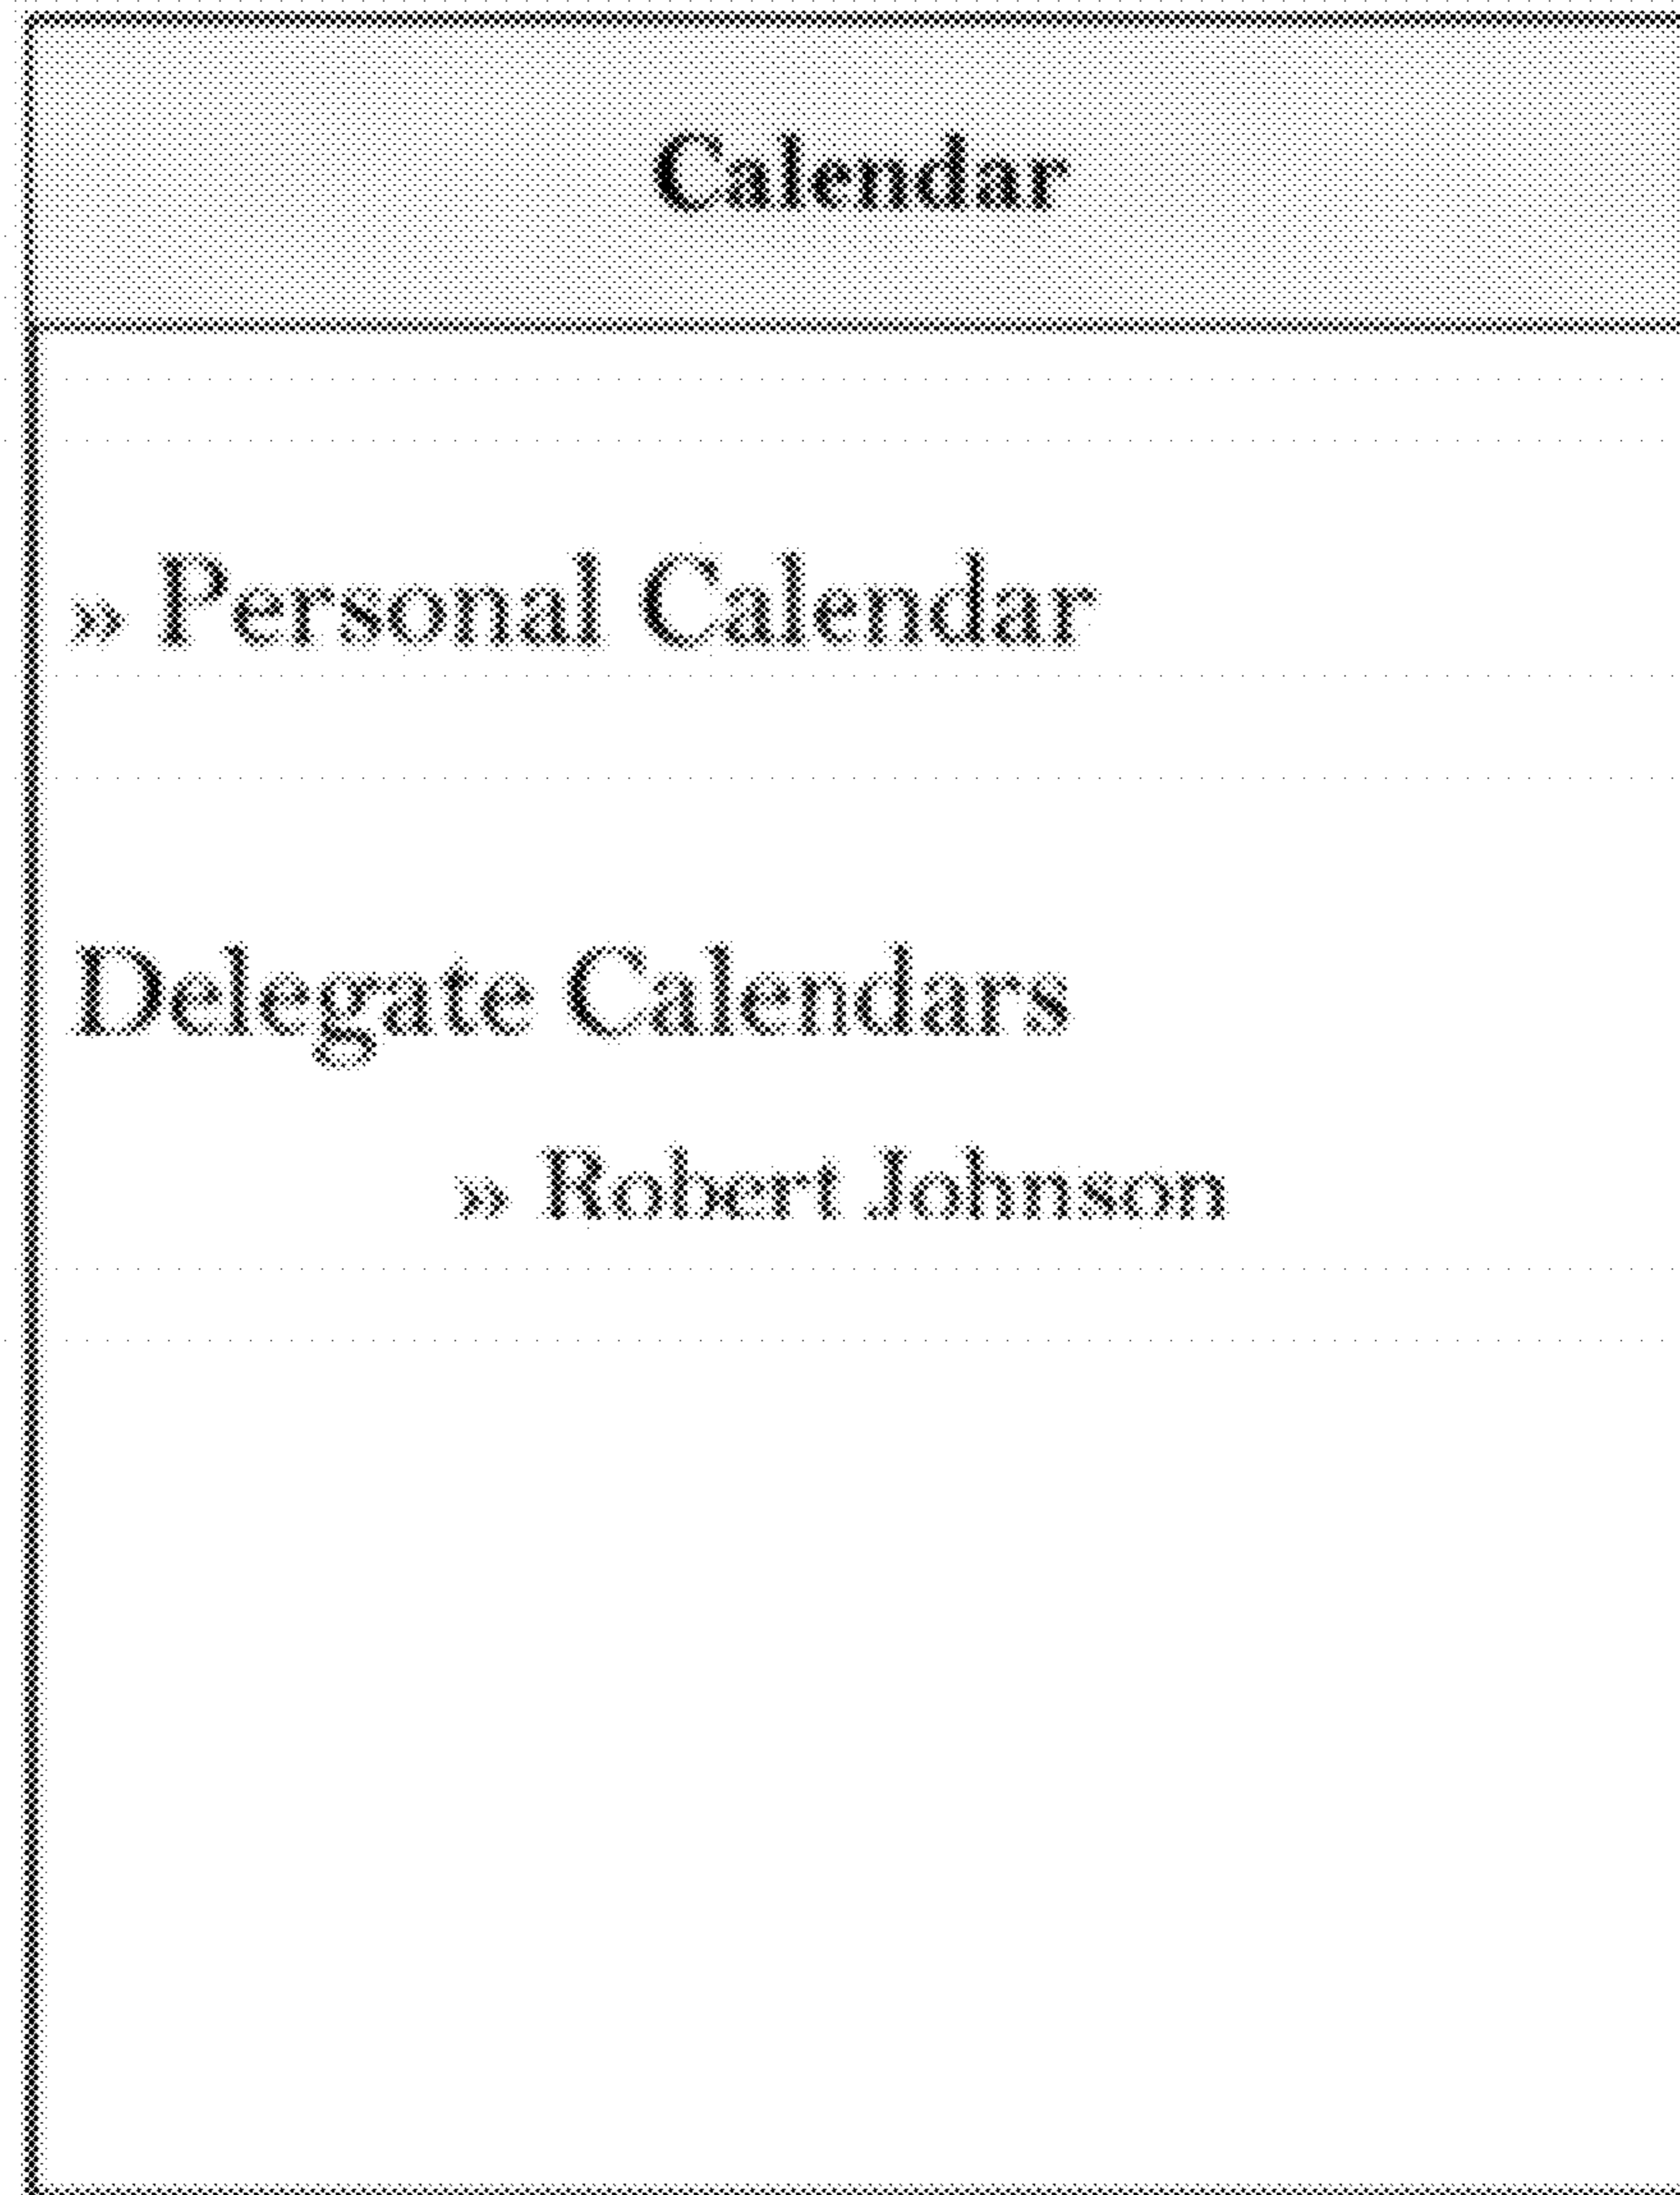 Calendar
» Personal Calendar
Delegate Calendars
» Robert Johnson